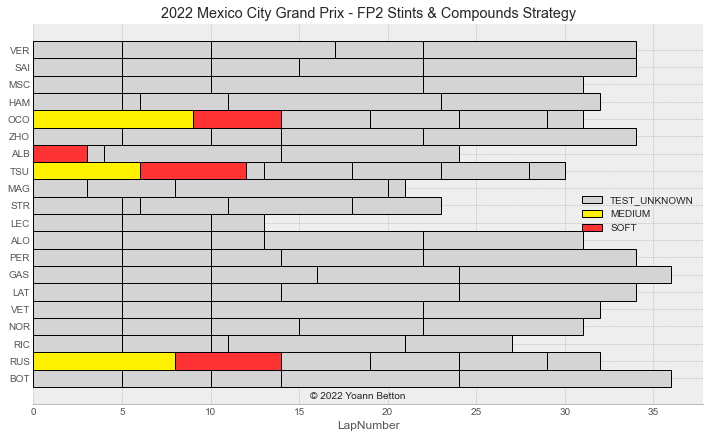 2022 Mexico City Grand Prix - FP2 Stints & Compounds Strategy
VER
SAI
MSC
HAM
OCO
ZHO
ALB
TSU
MAG
STR
LEC
ALO
PER
GAS
LAT
VET
NOR
RIC
RUS
BOT
TEST_UNKNOWN
MEDIUM
SOFT
© 2022 Yoann Betton
0 5 10 15 20 25 30 35
LapNumber